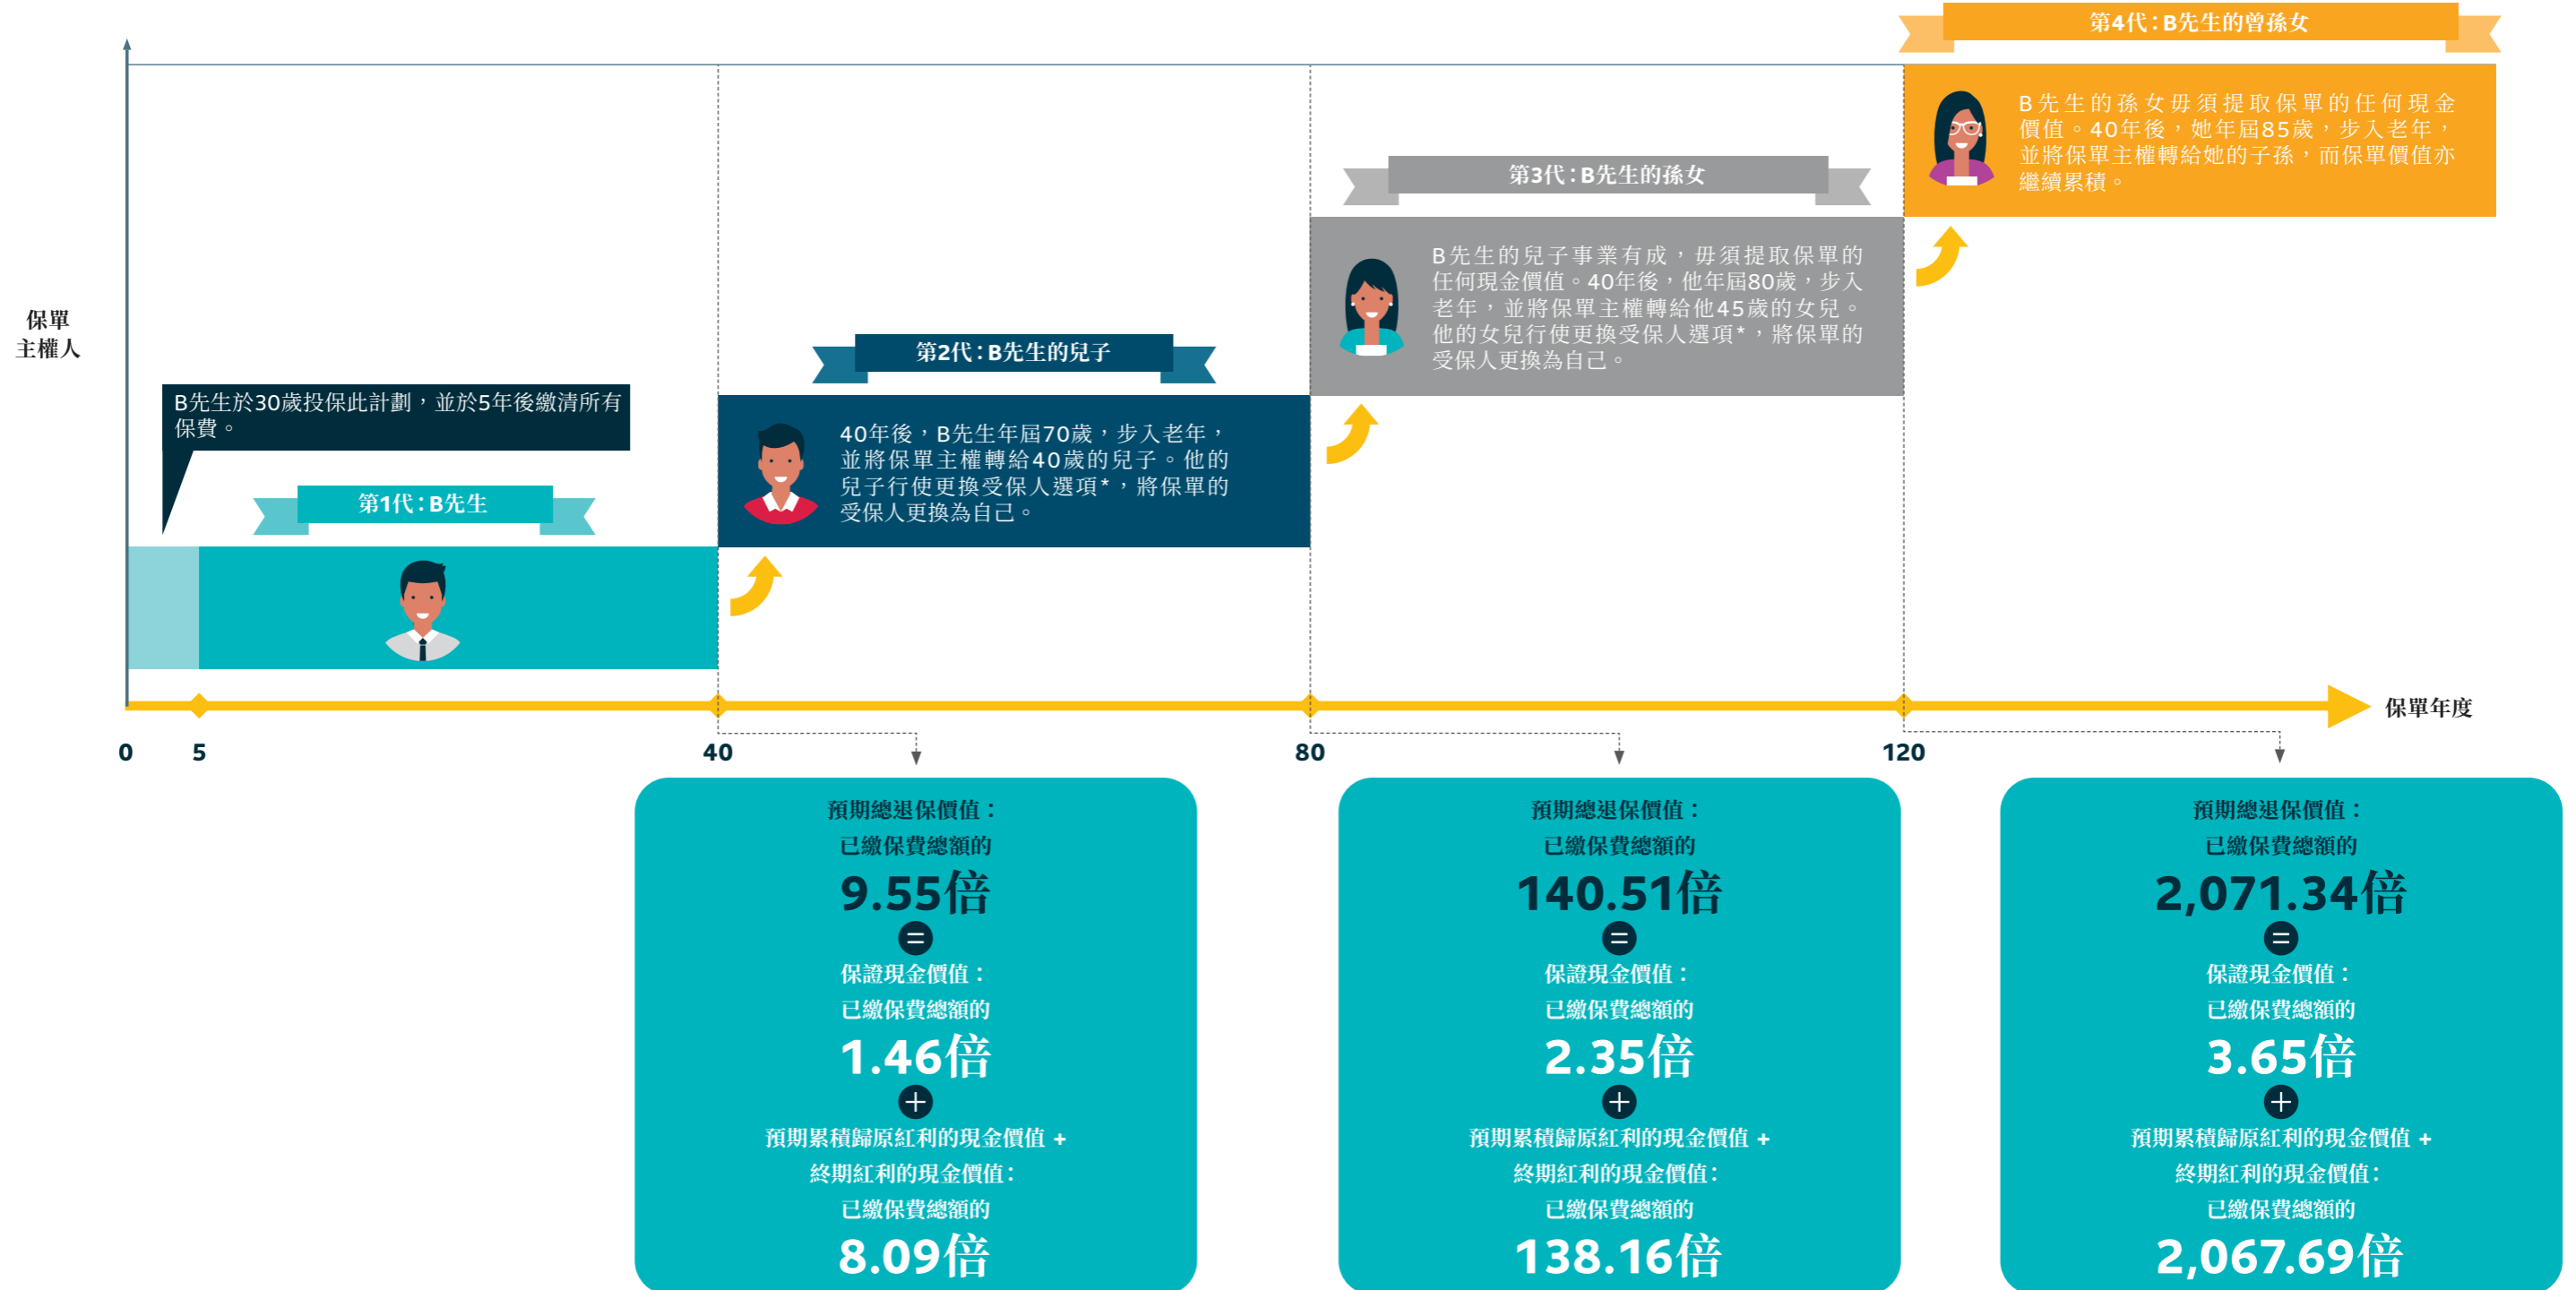 第4代：B先生的曾孫女
B先生的孫女毋須提取保單的任何現金
價值。40年後，她年屆85歲，步入老年，
並將保單主權轉給她的子孫，而保單價值亦
繼續累積。
第3代：B先生的孫女
B先生的兒子事業有成，毋須提取保單的
任何現金價值。40年後，他年屆80歲，步入
老年，並將保單主權轉給他45歲的女兒。
他的女兒行使更換受保人選項*，將保單的
受保人更換為自己。
保單
主權人
第2代：B先生的兒子
40年後，B先生年屆70歲，步入老年，
並將保單主權轉給40歲的兒子。他的
兒子行使更換受保人選項*，將保單的
受保人更換為自己。
B先生於30歲投保此計劃，並於5年後繳清所有
保費。
第1代：B先生
保單年度
0 5 40 80 120
預期總退保價值：
已繳保費總額的
9.55倍
=
保證現金價值：
已繳保費總額的
1.46倍
+
預期累積歸原紅利的現金價值 +
終期紅利的現金價值：
已繳保費總額的
8.09倍
預期總退保價值：
已繳保費總額的
140.51倍
=
保證現金價值：
已繳保費總額的
2.35倍
+
預期累積歸原紅利的現金價值 +
終期紅利的現金價值：
已繳保費總額的
138.16倍
預期總退保價值：
已繳保費總額的
2,071.34倍
=
保證現金價值：
已繳保費總額的
3.65倍
+
預期累積歸原紅利的現金價值 +
終期紅利的現金價值：
已繳保費總額的
2,067.69倍